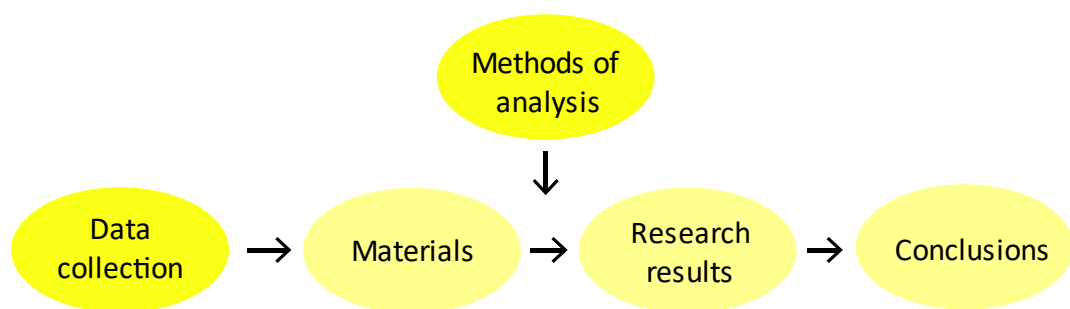 Methods of
analysis
Data
collection
Materials
Research
results
Conclusions